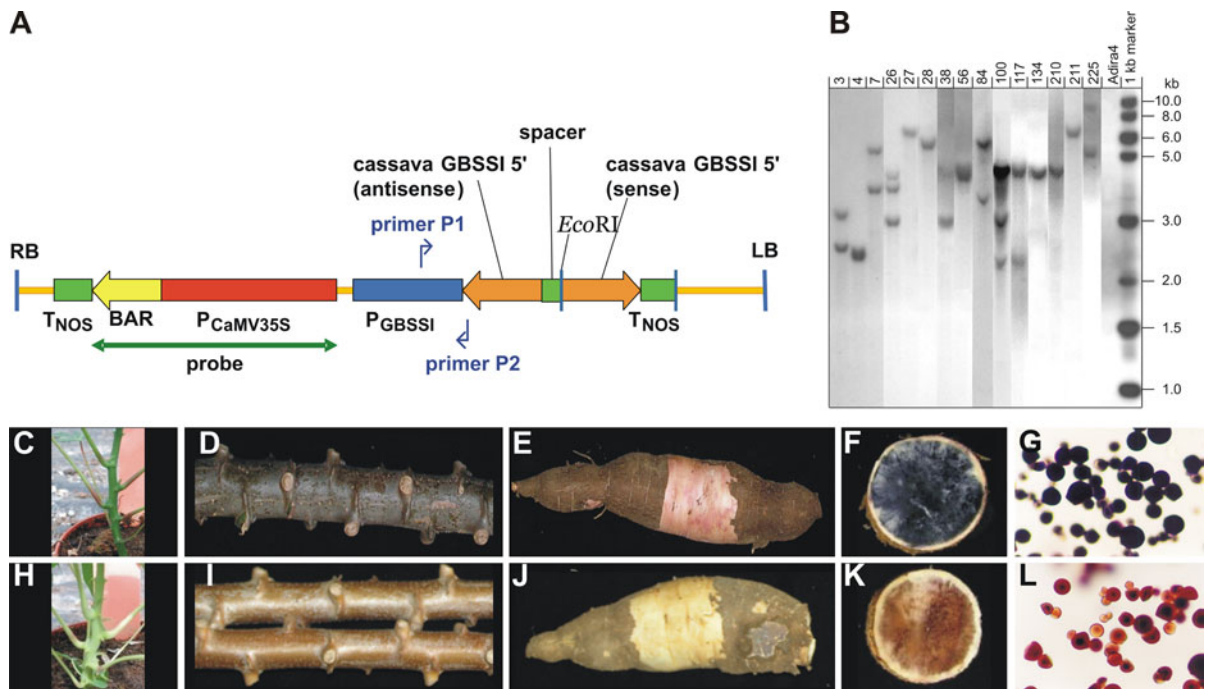 A
B
3 4 7 26 27 28 38 56 84 100 117 134 210 211 225 Adira4 1 kb marker
kb
10.0
8.0
6.0
5.0
3.0
2.0
1.5
1.0
spacer
cassava GBSSI 5'
(antisense)
cassava GBSSI 5'
(sense)
primer P1
EcoRI
RB
LB
TNOS BAR PCaMV35S PGBSSI TNOS
probe
primer P2
C D E F G
H I J K L